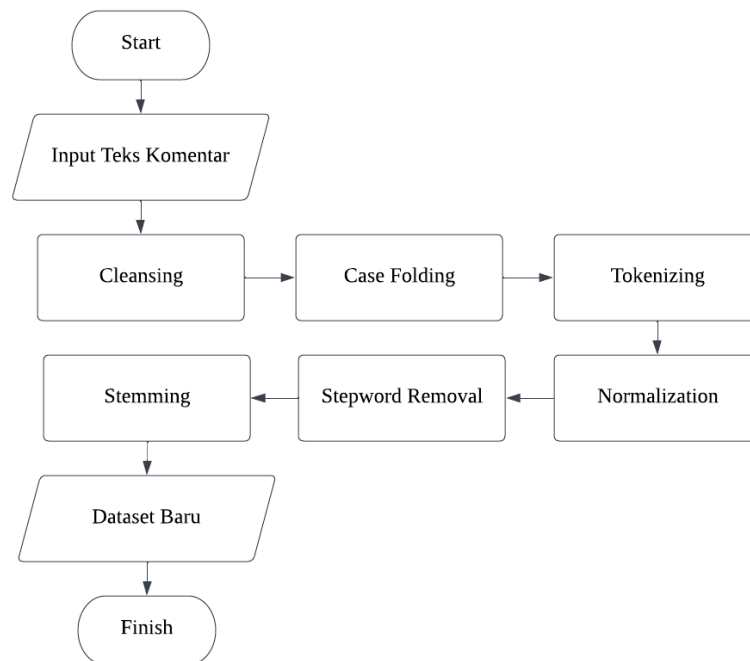 Start
Input Teks Komentar
Cleansing
Case Folding
Tokenizing
Normalization
Stepword Removal
Stemming
Dataset Baru
Finish